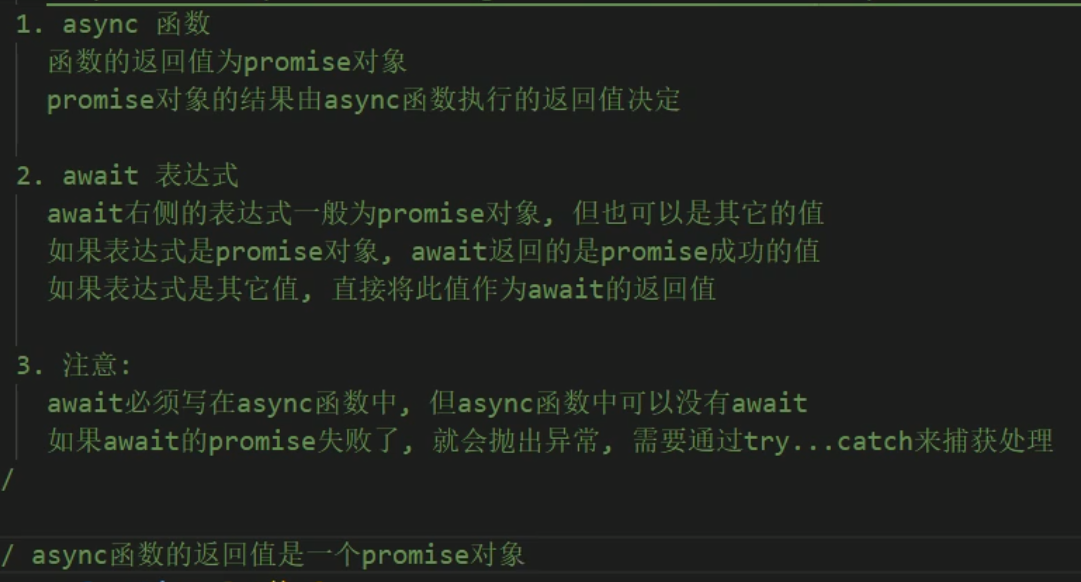 1. async 函数
函数的返回值为promise对象
promise对象的结果由async函数执行的返回值决定
2. await 表达式
await右侧的表达式一般为promise对象, 但也可以是其它的值
如果表达式是promise对象, await返回的是promise成功的值
如果表达式是其它值, 直接将此值作为await的返回值
3. 注意:
await必须写在async函数中, 但async函数中可以没有await
如果await的promise失败了, 就会抛出异常, 需要通过try...catch来捕获处理
/
/ async函数的返回值是一个promise对象